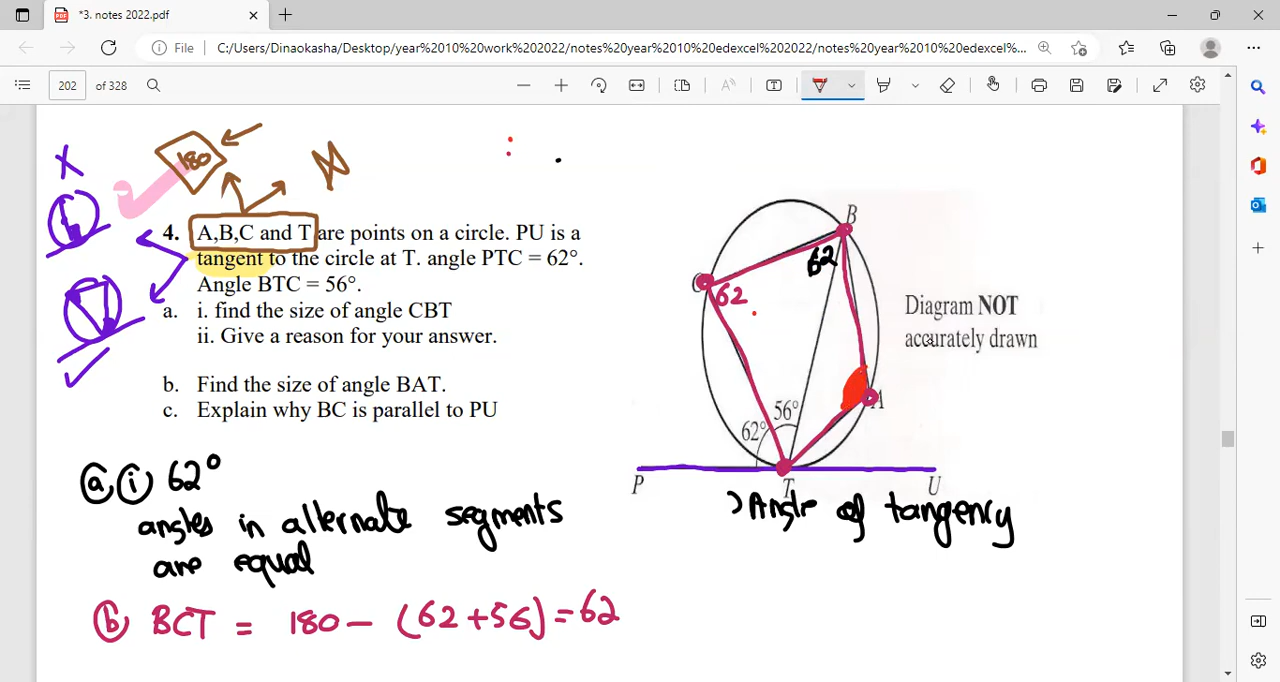 *3. notes 2022.pdf
File C:/Users/Dinaokasha/Desktop/year%2010%20work%202022/notes%20year%2010%20edexcel%202022/notes%20year%2010%20edexcel%202022/n...
202 of 328
X
180
4. A,B,C and T are points on a circle. PU is a
tangent to the circle at T. angle PTC = 62°.
Angle BTC = 56°.
a. i. find the size of angle CBT
ii. Give a reason for your answer.
b. Find the size of angle BAT.
c. Explain why BC is parallel to PU
B
62
C
62
Diagram NOT
accurately drawn
A
56°
62°
P T U
Angle of tangency
a i 62°
angles in alternate segments
are equal
b BCT = 180 - (62+56) = 62